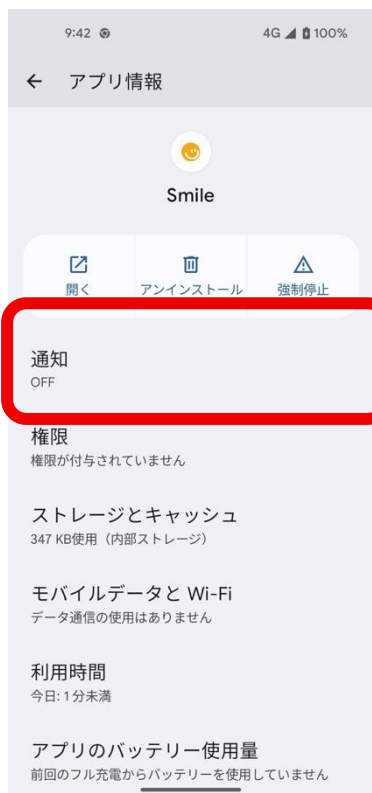 9:42 4G 100%
アプリ情報
Smile
開く アンインストール 強制停止
通知
OFF
権限
権限が付与されていません
ストレージとキャッシュ
347 KB使用（内部ストレージ）
モバイルデータと Wi-Fi
データ通信の使用はありません
利用時間
今日: 1 分未満
アプリのバッテリー使用量
前回のフル充電からバッテリーを使用していません